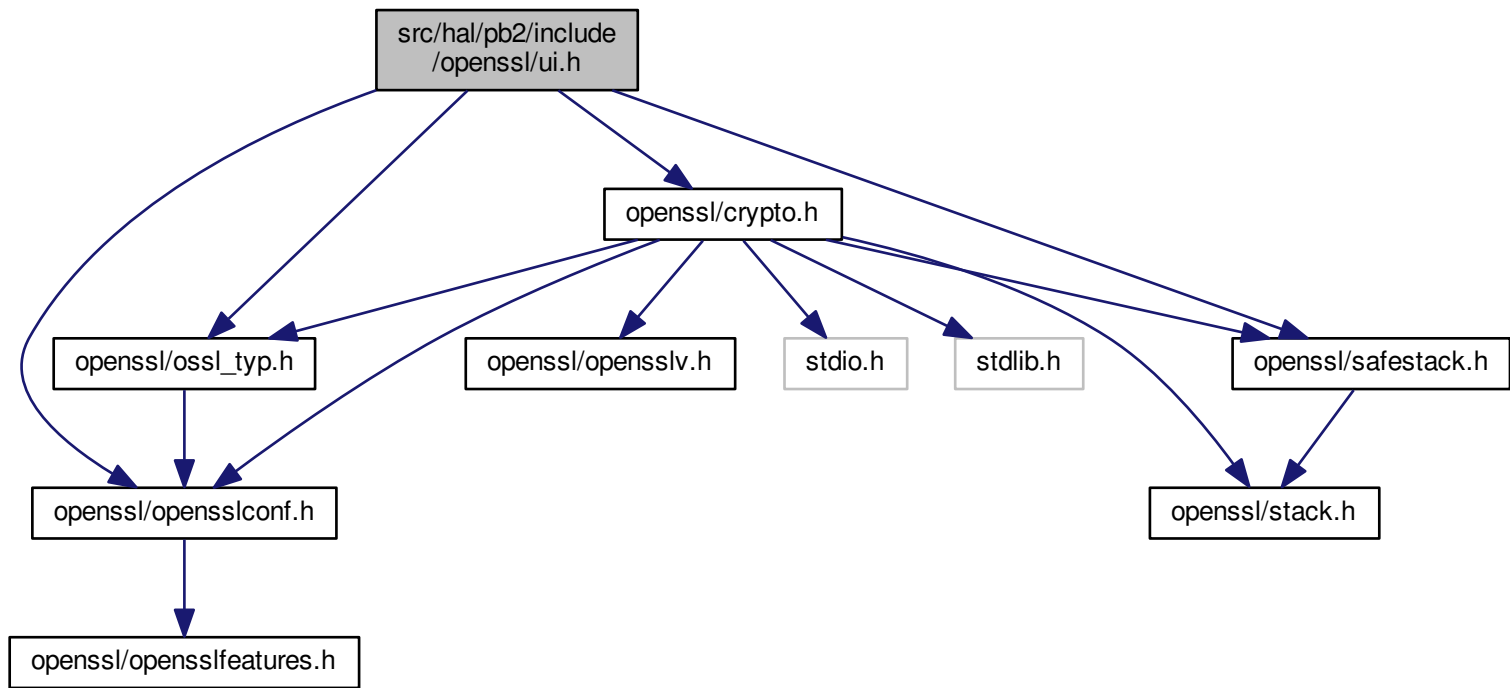 src/hal/pb2/include
/openssl/ui.h
openssl/crypto.h
openssl/ossl_typ.h
openssl/opensslv.h
stdio.h
stdlib.h
openssl/safestack.h
openssl/opensslconf.h
openssl/stack.h
openssl/opensslfeatures.h